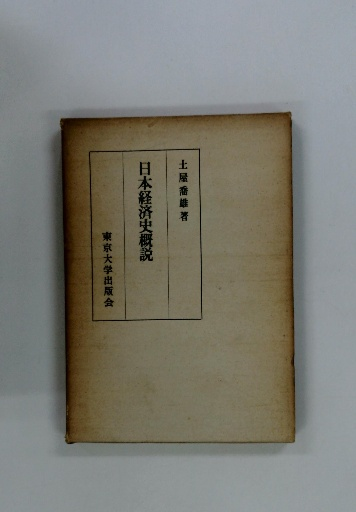 土屋喬雄著
日本経済史概説
東京大学出版会